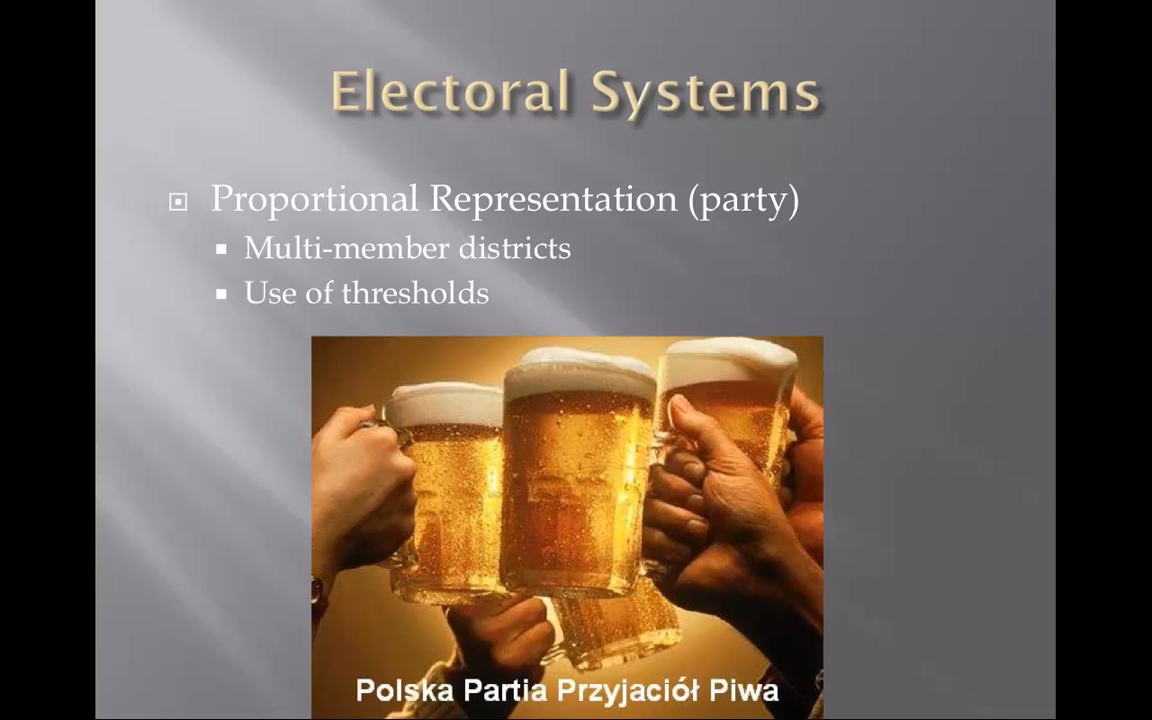 Electoral Systems
Proportional Representation (party)
Multi-member districts
Use of thresholds
Polska Partia Przyjaciół Piwa